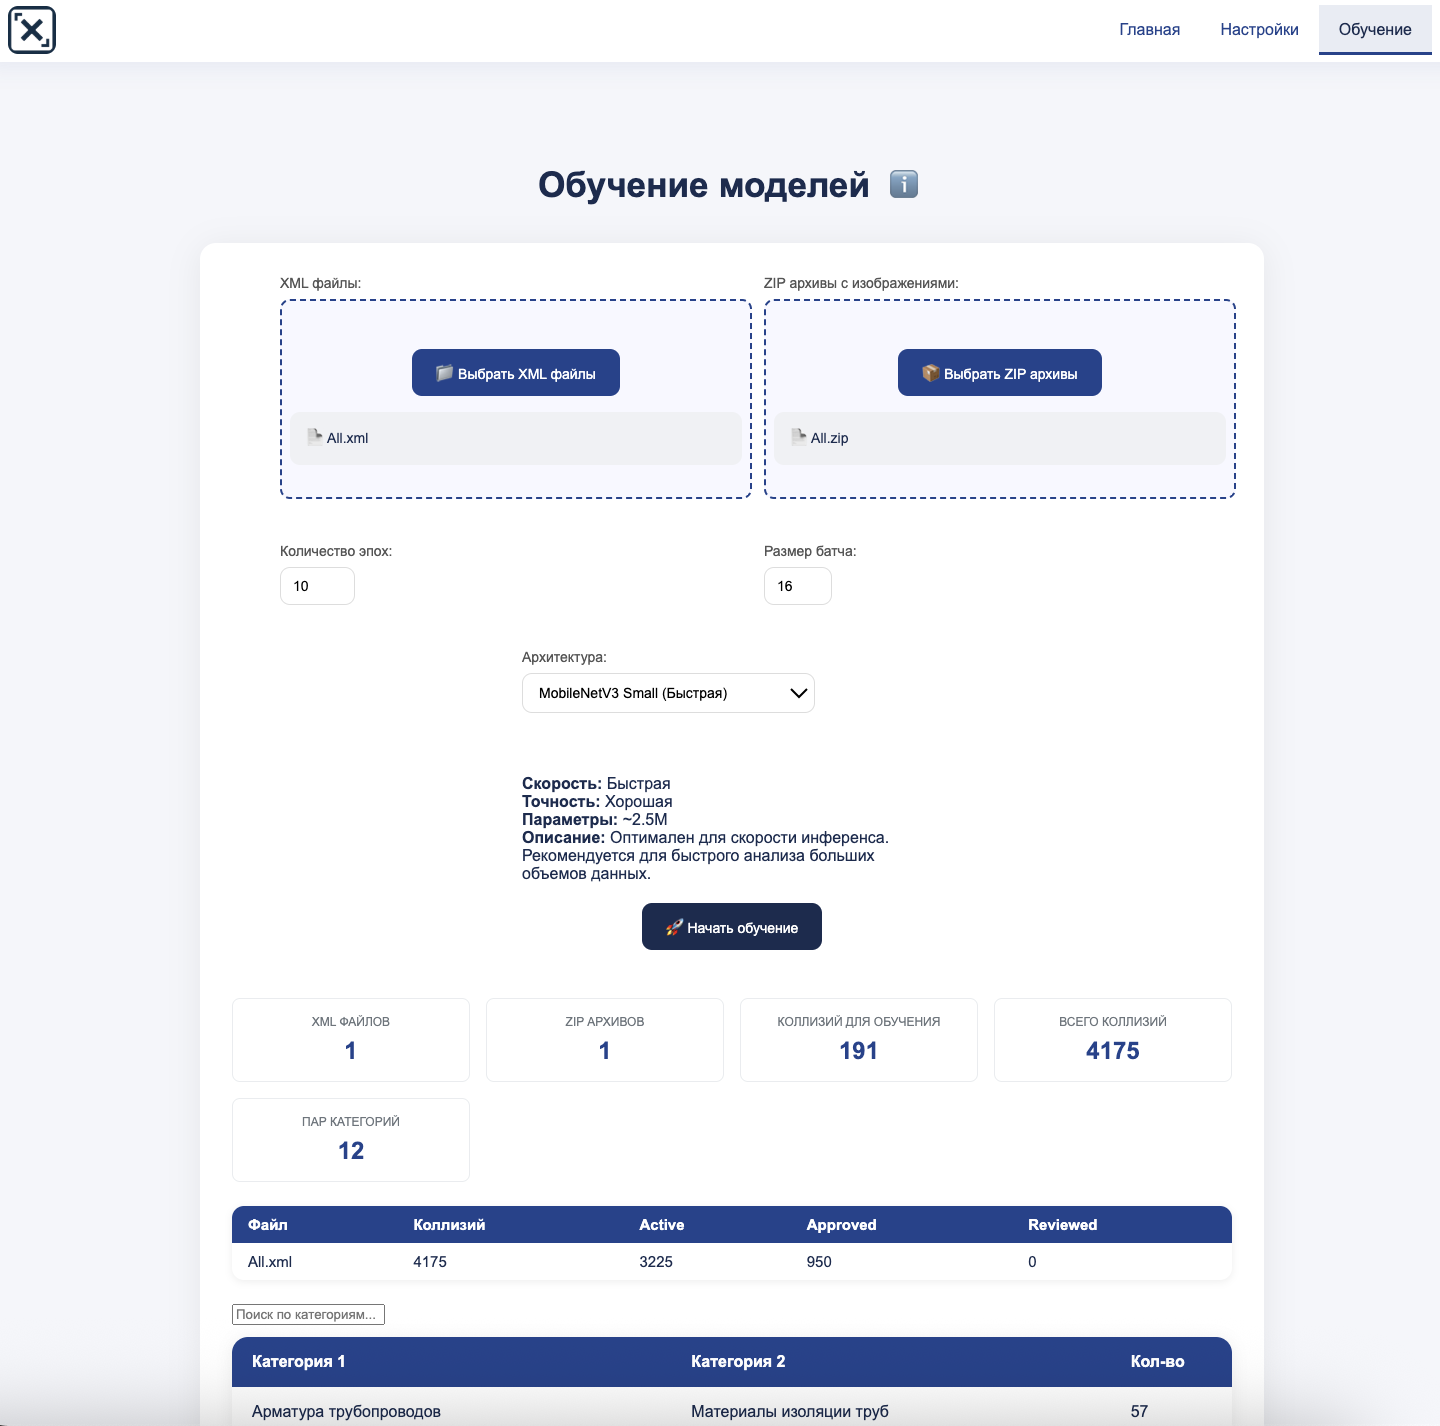 Главная Настройки Обучение
Обучение моделей
XML файлы: ZIP архивы с изображениями:
Выбрать XML файлы Выбрать ZIP архивы
All.xml All.zip
Количество эпох: Размер батча:
10 16
Архитектура:
MobileNetV3 Small (Быстрая)
Скорость: Быстрая
Точность: Хорошая
Параметры: ~2.5M
Описание: Оптимален для скорости инференса.
Рекомендуется для быстрого анализа больших
объемов данных.
Начать обучение
XML ФАЙЛОВ ZIP АРХИВОВ КОЛЛИЗИЙ ДЛЯ ОБУЧЕНИЯ ВСЕГО КОЛЛИЗИЙ
1 1 191 4175
ПАР КАТЕГОРИЙ
12
Файл Коллизий Active Approved Reviewed
All.xml 4175 3225 950 0
Поиск по категориям...
Категория 1 Категория 2 Кол-во
Арматура трубопроводов Материалы изоляции труб 57